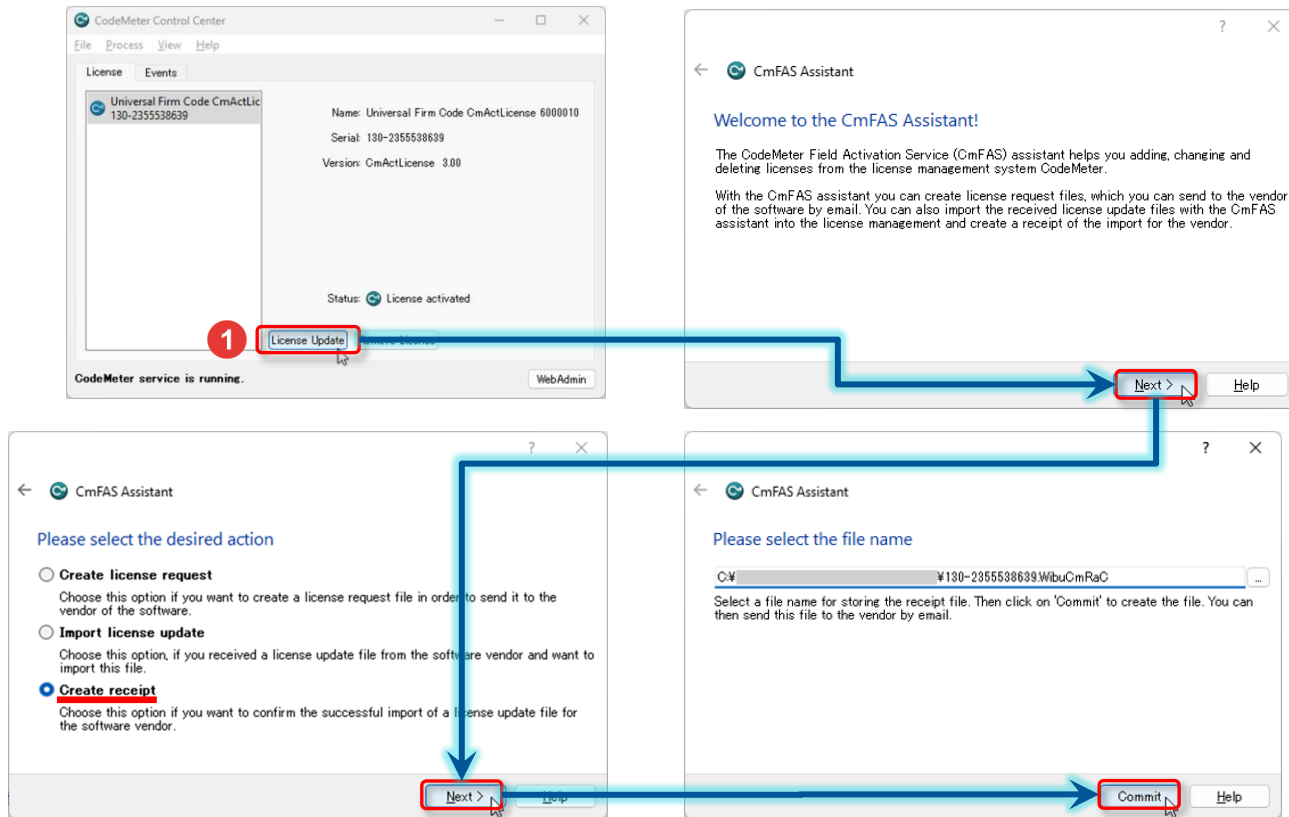 CodeMeter Control Center
File Process View Help
License Events
Universal Firm Code CmActLic
130-2355538639
Name: Universal Firm Code CmActLicense 6000010
Serial: 130-2355538639
Version: CmActLicense 3.00
Status: License activated
1
License Update
CodeMeter service is running.
WebAdmin
?
CmFAS Assistant
Welcome to the CmFAS Assistant!
The CodeMeter Field Activation Service (CmFAS) assistant helps you adding, changing and
deleting licenses from the license management system CodeMeter.
With the CmFAS assistant you can create license request files, which you can send to the vendor
of the software by email. You can also import the received license update files with the CmFAS
assistant into the license management and create a receipt of the import for the vendor.
Next > Help
?
CmFAS Assistant
Please select the desired action
Create license request
Choose this option if you want to create a license request file in order to send it to the
vendor of the software.
Import license update
Choose this option, if you received a license update file from the software vendor and want to
import this file.
Create receipt
Choose this option if you want to confirm the successful import of a license update file for
the software vendor.
Next > Help
?
CmFAS Assistant
Please select the file name
C:¥ ¥130-2355538639.WibuCmRaC
...
Select a file name for storing the receipt file. Then click on 'Commit' to create the file. You can
then send this file to the vendor by email.
Commit Help